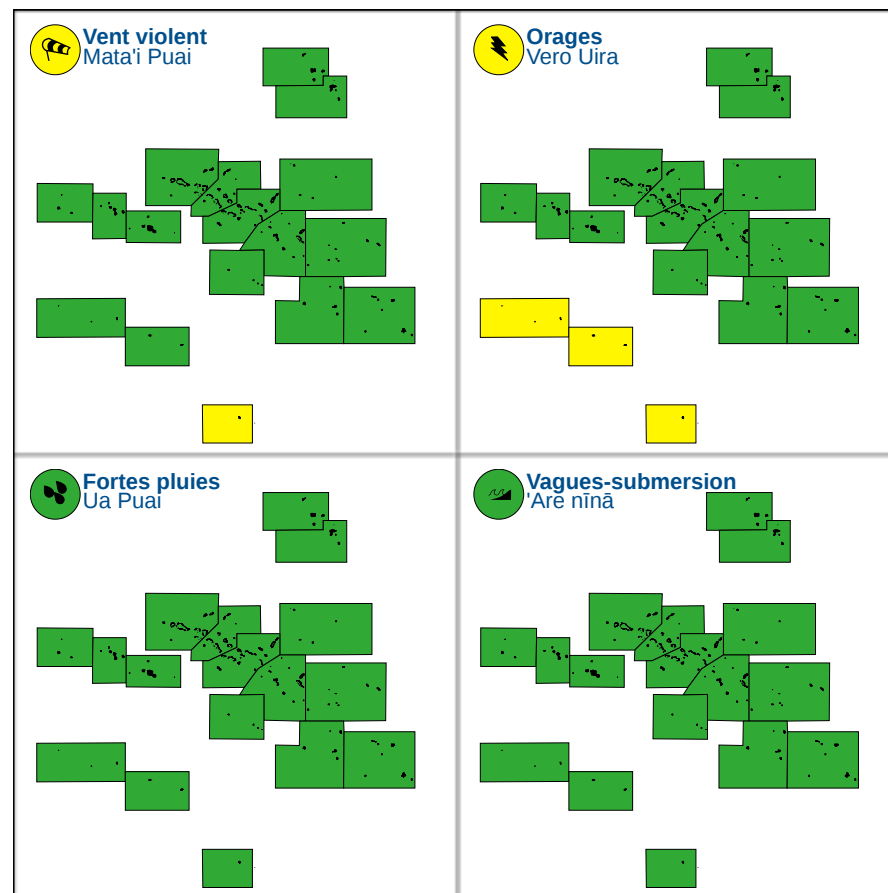 Vent violent
Mata'i Puai
Orages
Vero Uira
Fortes pluies
Ua Puai
Vagues-submersion
'Are nīnā